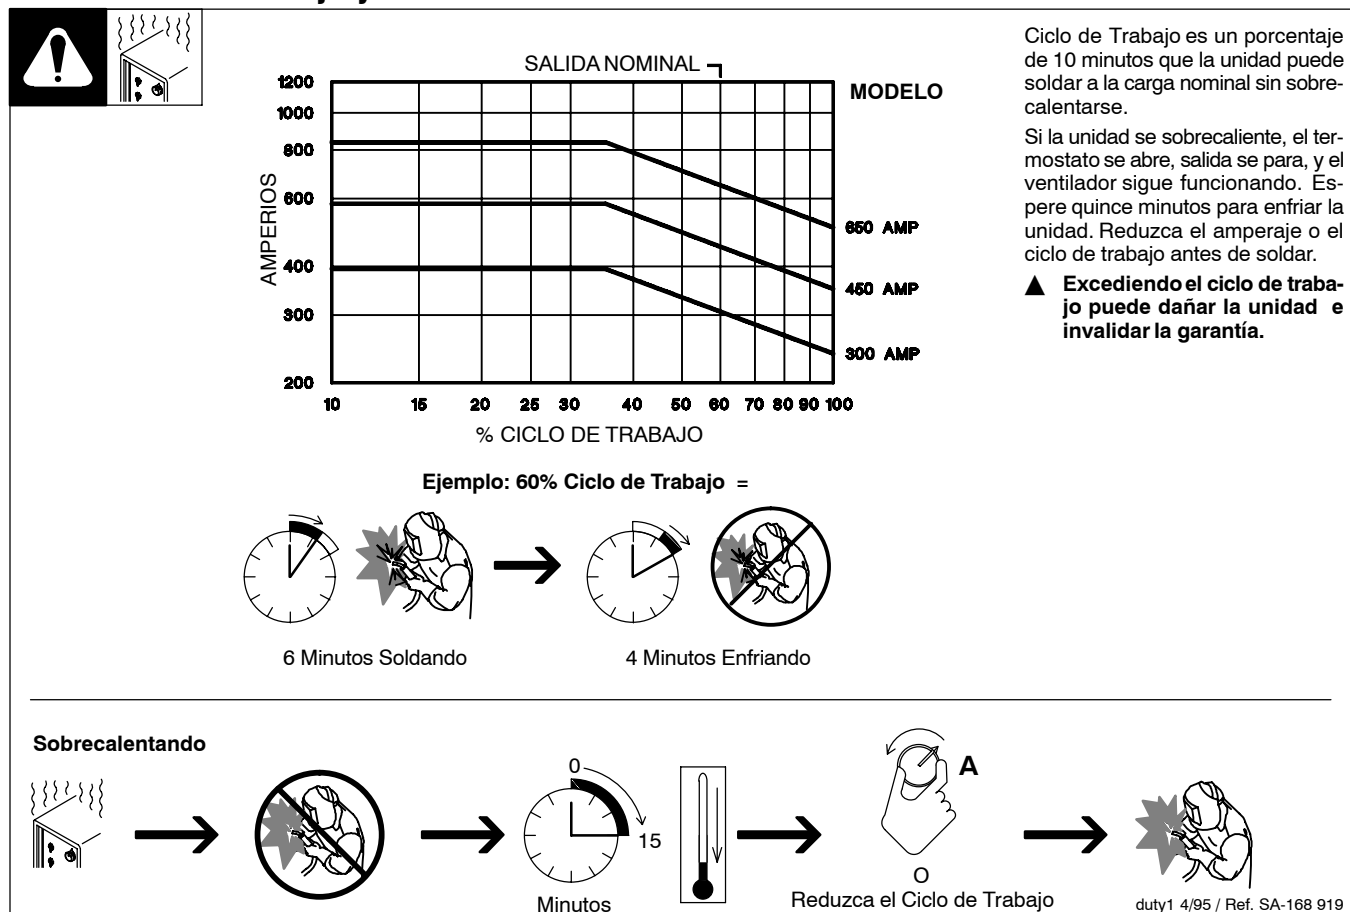 SALIDA NOMINAL
MODELO
AMPERIOS
1200
1000
800
600
400
300
200
650 AMP
450 AMP
300 AMP
10 15 20 25 30 40 50 60 70 80 90 100
% CICLO DE TRABAJO
Ciclo de Trabajo es un porcentaje
de 10 minutos que la unidad puede
soldar a la carga nominal sin sobre-
calentarse.
Si la unidad se sobrecaliente, el ter-
mostato se abre, salida se para, y el
ventilador sigue funcionando. Es-
pere quince minutos para enfriar la
unidad. Reduzca el amperaje o el
ciclo de trabajo antes de soldar.
Excediendo el ciclo de traba-
jo puede dañar la unidad e
invalidar la garantía.
Ejemplo: 60% Ciclo de Trabajo =
6 Minutos Soldando
4 Minutos Enfriando
Sobrecalentando
0
15
Minutos
A
O
Reduzca el Ciclo de Trabajo
duty1 4/95 / Ref. SA-168 919